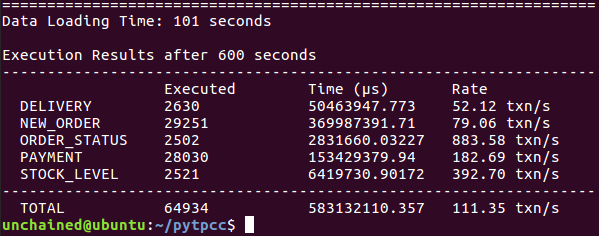 ==================================================================
Data Loading Time: 101 seconds
Execution Results after 600 seconds
------------------------------------------------------------------
Executed Time (µs) Rate
DELIVERY 2630 50463947.773 52.12 txn/s
NEW_ORDER 29251 369987391.71 79.06 txn/s
ORDER_STATUS 2502 2831660.03227 883.58 txn/s
PAYMENT 28030 153429379.94 182.69 txn/s
STOCK_LEVEL 2521 6419730.90172 392.70 txn/s
------------------------------------------------------------------
TOTAL 64934 583132110.357 111.35 txn/s
unchained@ubuntu:~/pytpcc$